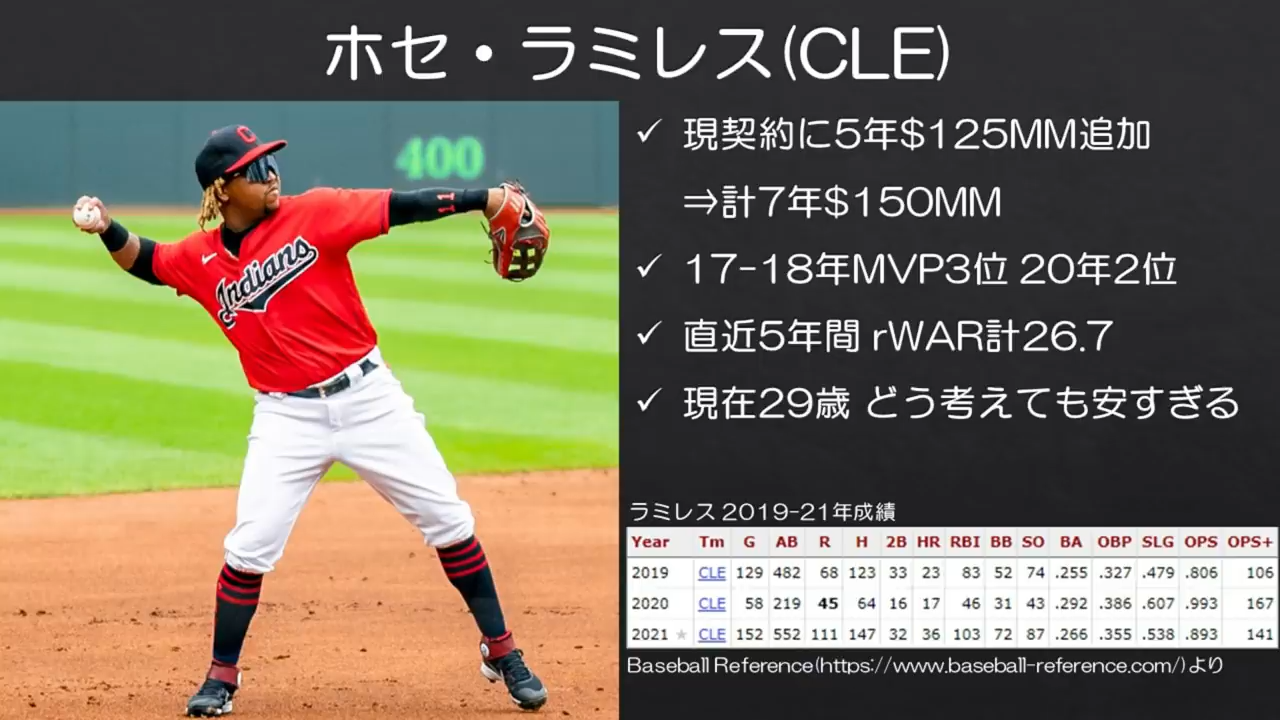 ホセ・ラミレス(CLE)
400
C
11
Indians
✓ 現契約に5年$125MM追加
⇒計7年$150MM
✓ 17-18年MVP3位 20年2位
✓ 直近5年間 rWAR計26.7
✓ 現在29歳 どう考えても安すぎる
ラミレス 2019-21年成績
Year Tm G AB R H 2B HR RBI BB SO BA OBP SLG OPS OPS+
2019 CLE 129 482 68 123 33 23 83 52 74 .255 .327 .479 .806 106
2020 CLE 58 219 45 64 16 17 46 31 43 .292 .386 .607 .993 167
2021 ★ CLE 152 552 111 147 32 36 103 72 87 .266 .355 .538 .893 141
Baseball Reference(https://www.baseball-reference.com/)より